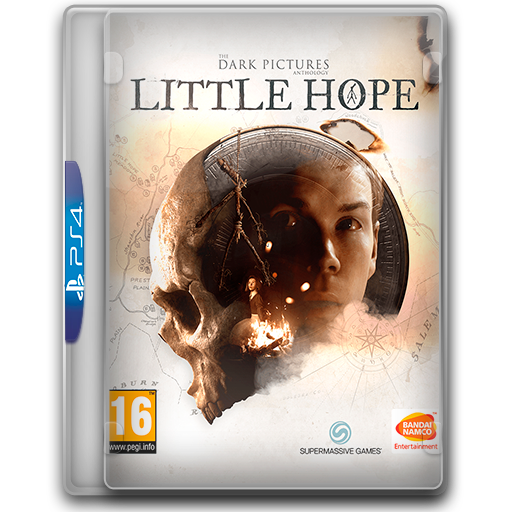 THE
DARK PICTURES
ANTHOLOGY
LITTLE HOPE
PS4
SALEM
16
www.pegi.info
SUPERMASSIVE GAMES
BANDAI
NAMCO
Entertainment